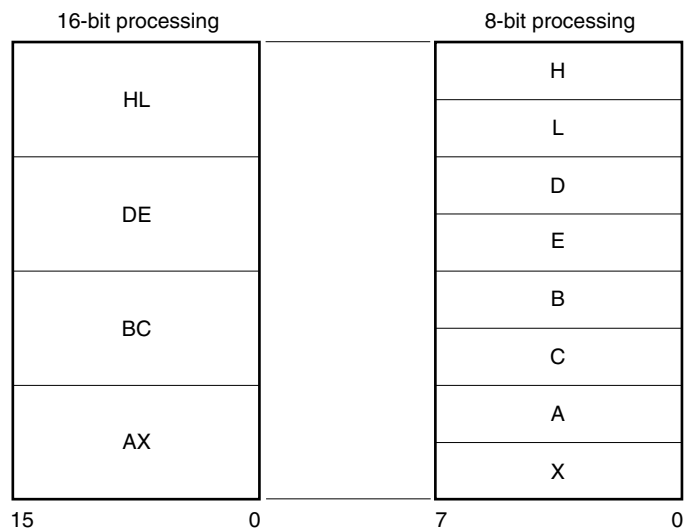 16-bit processing
8-bit processing
HL
DE
BC
AX
15
0
H
L
D
E
B
C
A
X
7
0